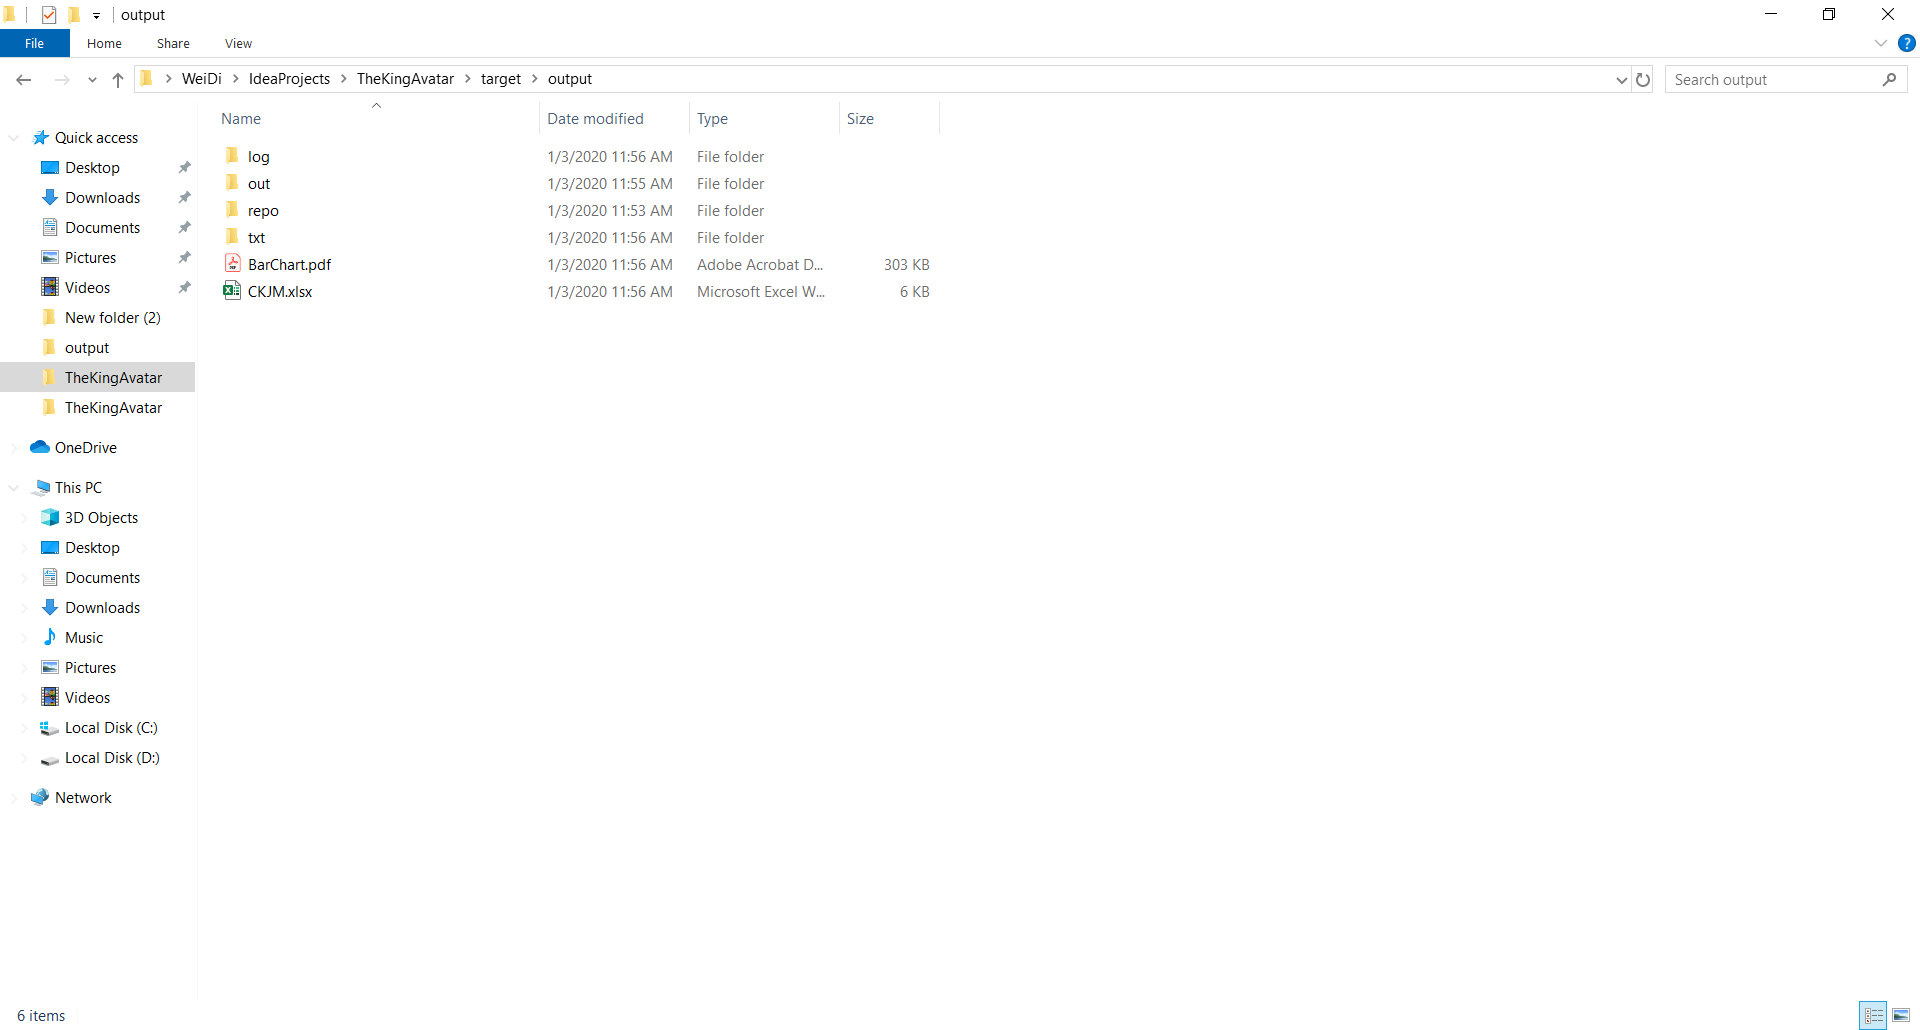 output
File Home Share View
WeiDi IdeaProjects TheKingAvatar target output
Search output
Name Date modified Type Size
Quick access
Desktop
Downloads
Documents
Pictures
Videos
New folder (2)
output
TheKingAvatar
TheKingAvatar
OneDrive
This PC
3D Objects
Desktop
Documents
Downloads
Music
Pictures
Videos
Local Disk (C:)
Local Disk (D:)
Network
log 1/3/2020 11:56 AM File folder
out 1/3/2020 11:55 AM File folder
repo 1/3/2020 11:53 AM File folder
txt 1/3/2020 11:56 AM File folder
BarChart.pdf 1/3/2020 11:56 AM Adobe Acrobat D... 303 KB
CKJM.xlsx 1/3/2020 11:56 AM Microsoft Excel W... 6 KB
6 items